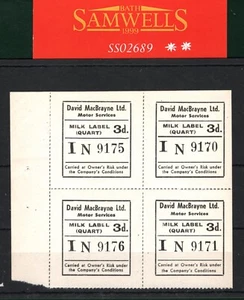 BATH
SAMWELLS
1999
SS02689 **
David MacBrayne Ltd.
Motor Services
MILK LABEL 3d.
(QUART)
I N 9175
Carried at Owner's Risk under
the Company's Conditions
David MacBrayne Ltd.
Motor Services
MILK LABEL 3d.
(QUART)
I N 9170
Carried at Owner's Risk under
the Company's Conditions
David MacBrayne Ltd.
Motor Services
MILK LABEL 3d.
(QUART)
I N 9176
Carried at Owner's Risk under
the Company's Conditions
David MacBrayne Ltd.
Motor Services
MILK LABEL 3d.
(QUART)
I N 9171
Carried at Owner's Risk under
the Company's Conditions